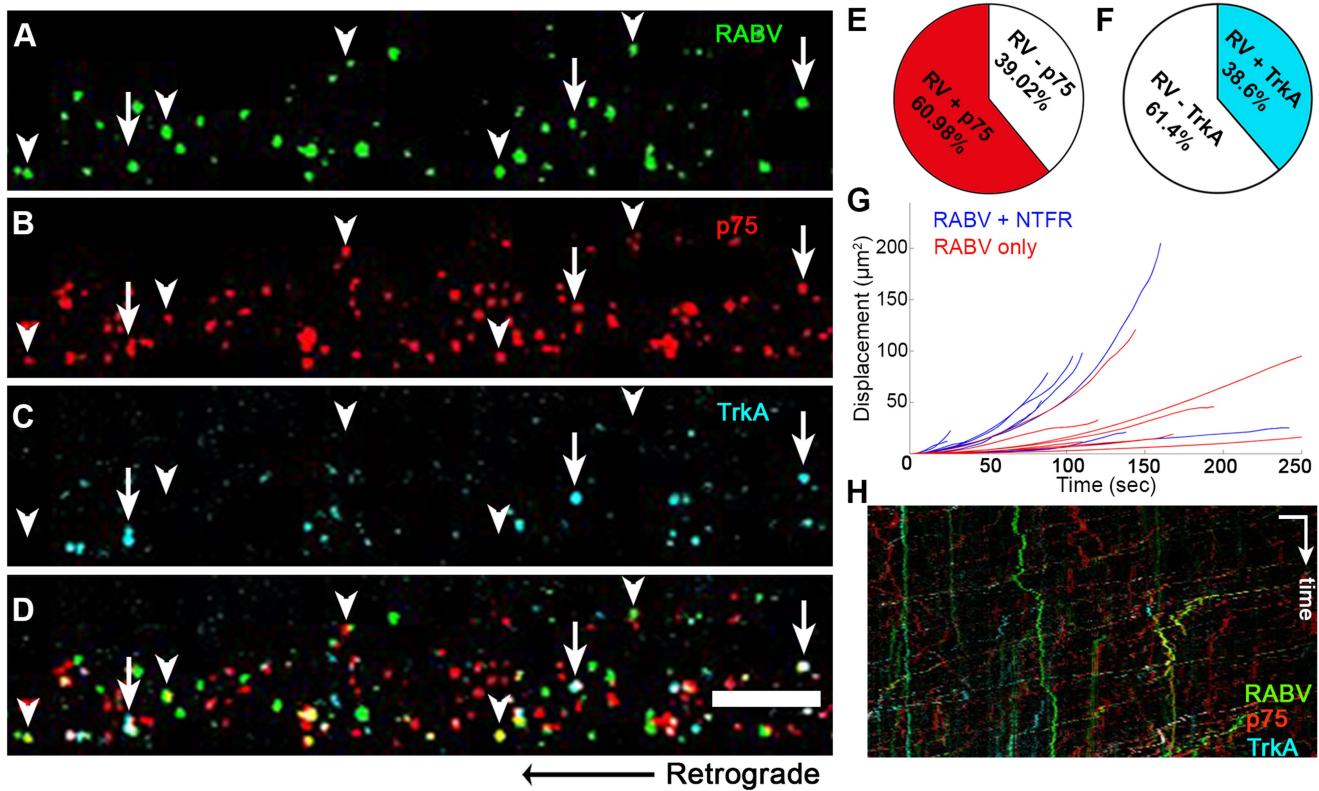 A
RABV
B
p75
C
TrkA
D
Retrograde
E
RV - p75
39.02%
RV + p75
60.98%
F
RV + TrkA
38.6%
RV - TrkA
61.4%
G
RABV + NTFR
RABV only
Displacement (µm²)
200
150
100
50
0
50
100
150
200
250
Time (sec)
H
time
RABV
p75
TrkA